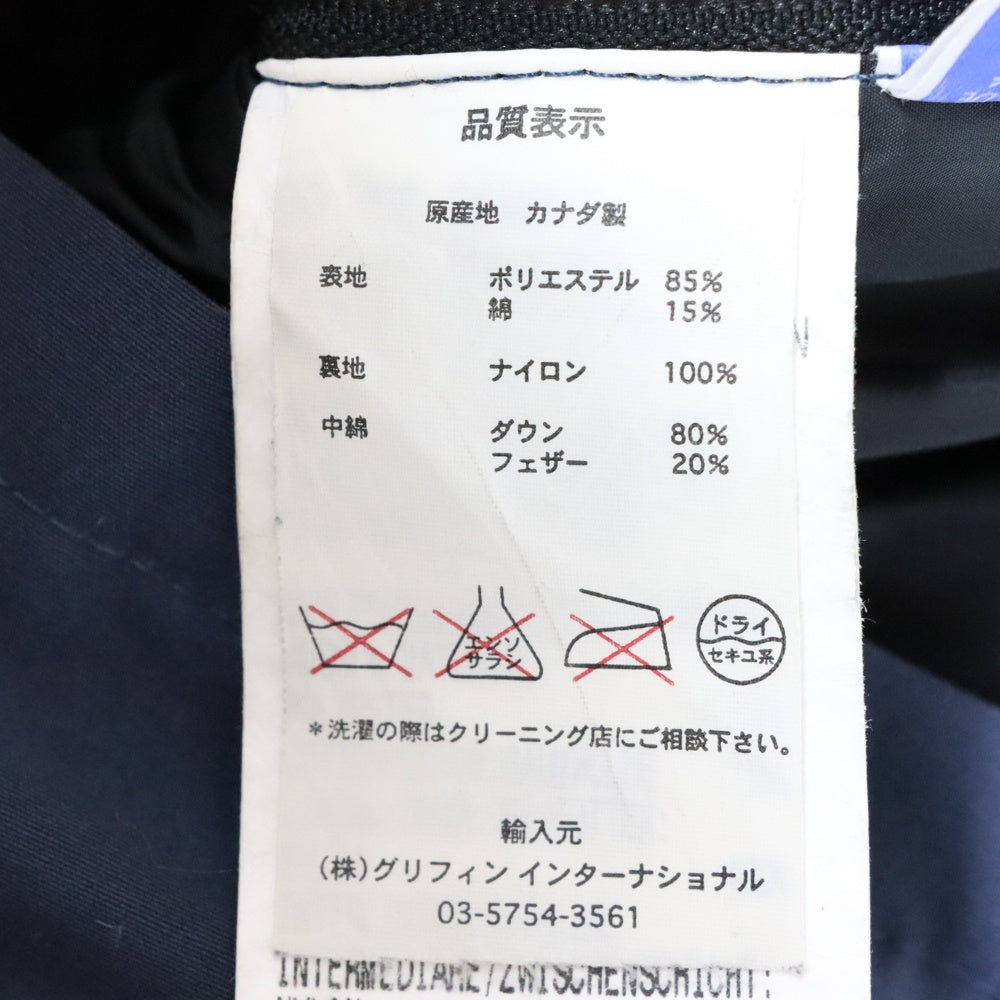 品質表示
原産地 カナダ製
表地 ポリエステル 85%
綿 15%
裏地 ナイロン 100%
中綿 ダウン 80%
フェザー 20%
エンソ
サラシ
ドライ
セキユ系
*洗濯の際はクリーニング店にご相談下さい。
輸入元
(株)グリフィン インターナショナル
03-5754-3561
INTERMEDIARE/ZWISCHENSCHICHT: